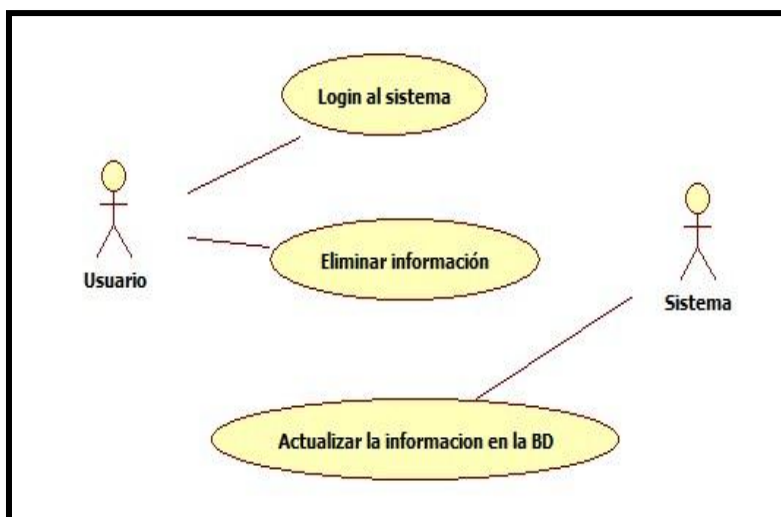 Login al sistema
Eliminar información
Usuario
Sistema
Actualizar la informacion en la BD